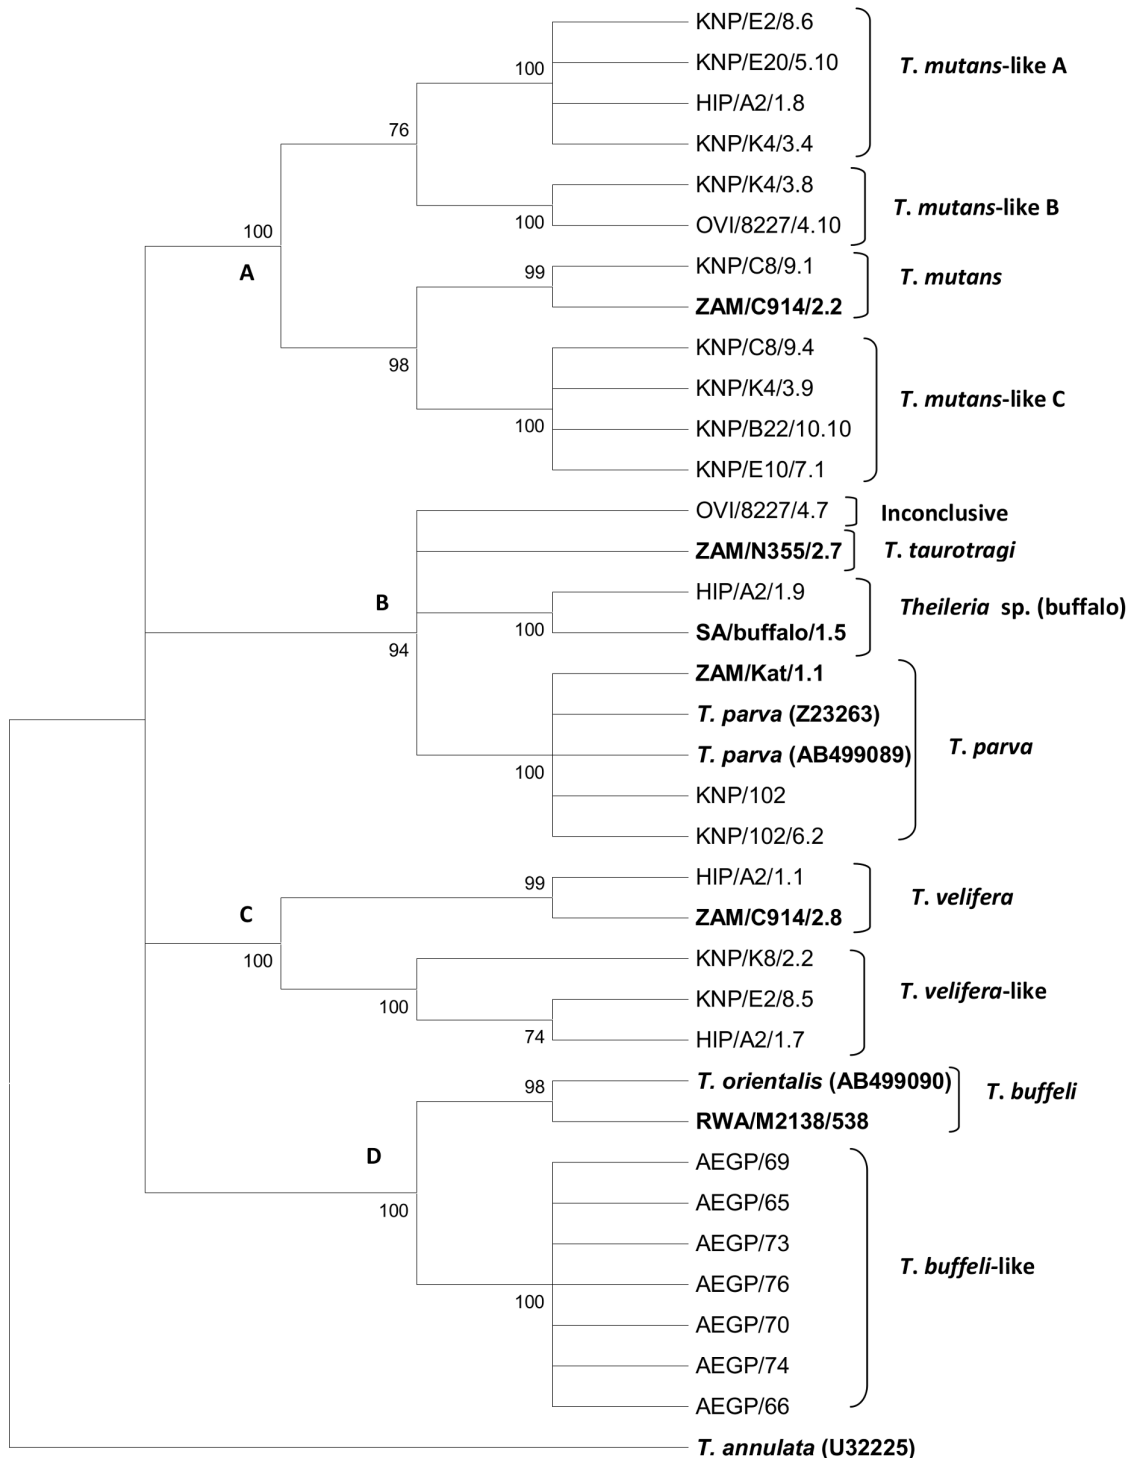 KNP/E2/8.6
KNP/E20/5.10
T. mutans-like A
100
HIP/A2/1.8
76
KNP/K4/3.4
KNP/K4/3.8
T. mutans-like B
100
OVI/8227/4.10
100
A
KNP/C8/9.1
99
T. mutans
ZAM/C914/2.2
KNP/C8/9.4
98
KNP/K4/3.9
T. mutans-like C
100
KNP/B22/10.10
KNP/E10/7.1
OVI/8227/4.7
Inconclusive
ZAM/N355/2.7
T. taurotragi
B
HIP/A2/1.9
Theileria sp. (buffalo)
100
SA/buffalo/1.5
94
ZAM/Kat/1.1
T. parva (Z23263)
T. parva
T. parva (AB499089)
100
KNP/102
KNP/102/6.2
HIP/A2/1.1
99
T. velifera
C
ZAM/C914/2.8
100
KNP/K8/2.2
T. velifera-like
100
KNP/E2/8.5
74
HIP/A2/1.7
98
T. orientalis (AB499090)
T. buffeli
RWA/M2138/538
D
AEGP/69
100
AEGP/65
AEGP/73
T. buffeli-like
AEGP/76
100
AEGP/70
AEGP/74
AEGP/66
T. annulata (U32225)